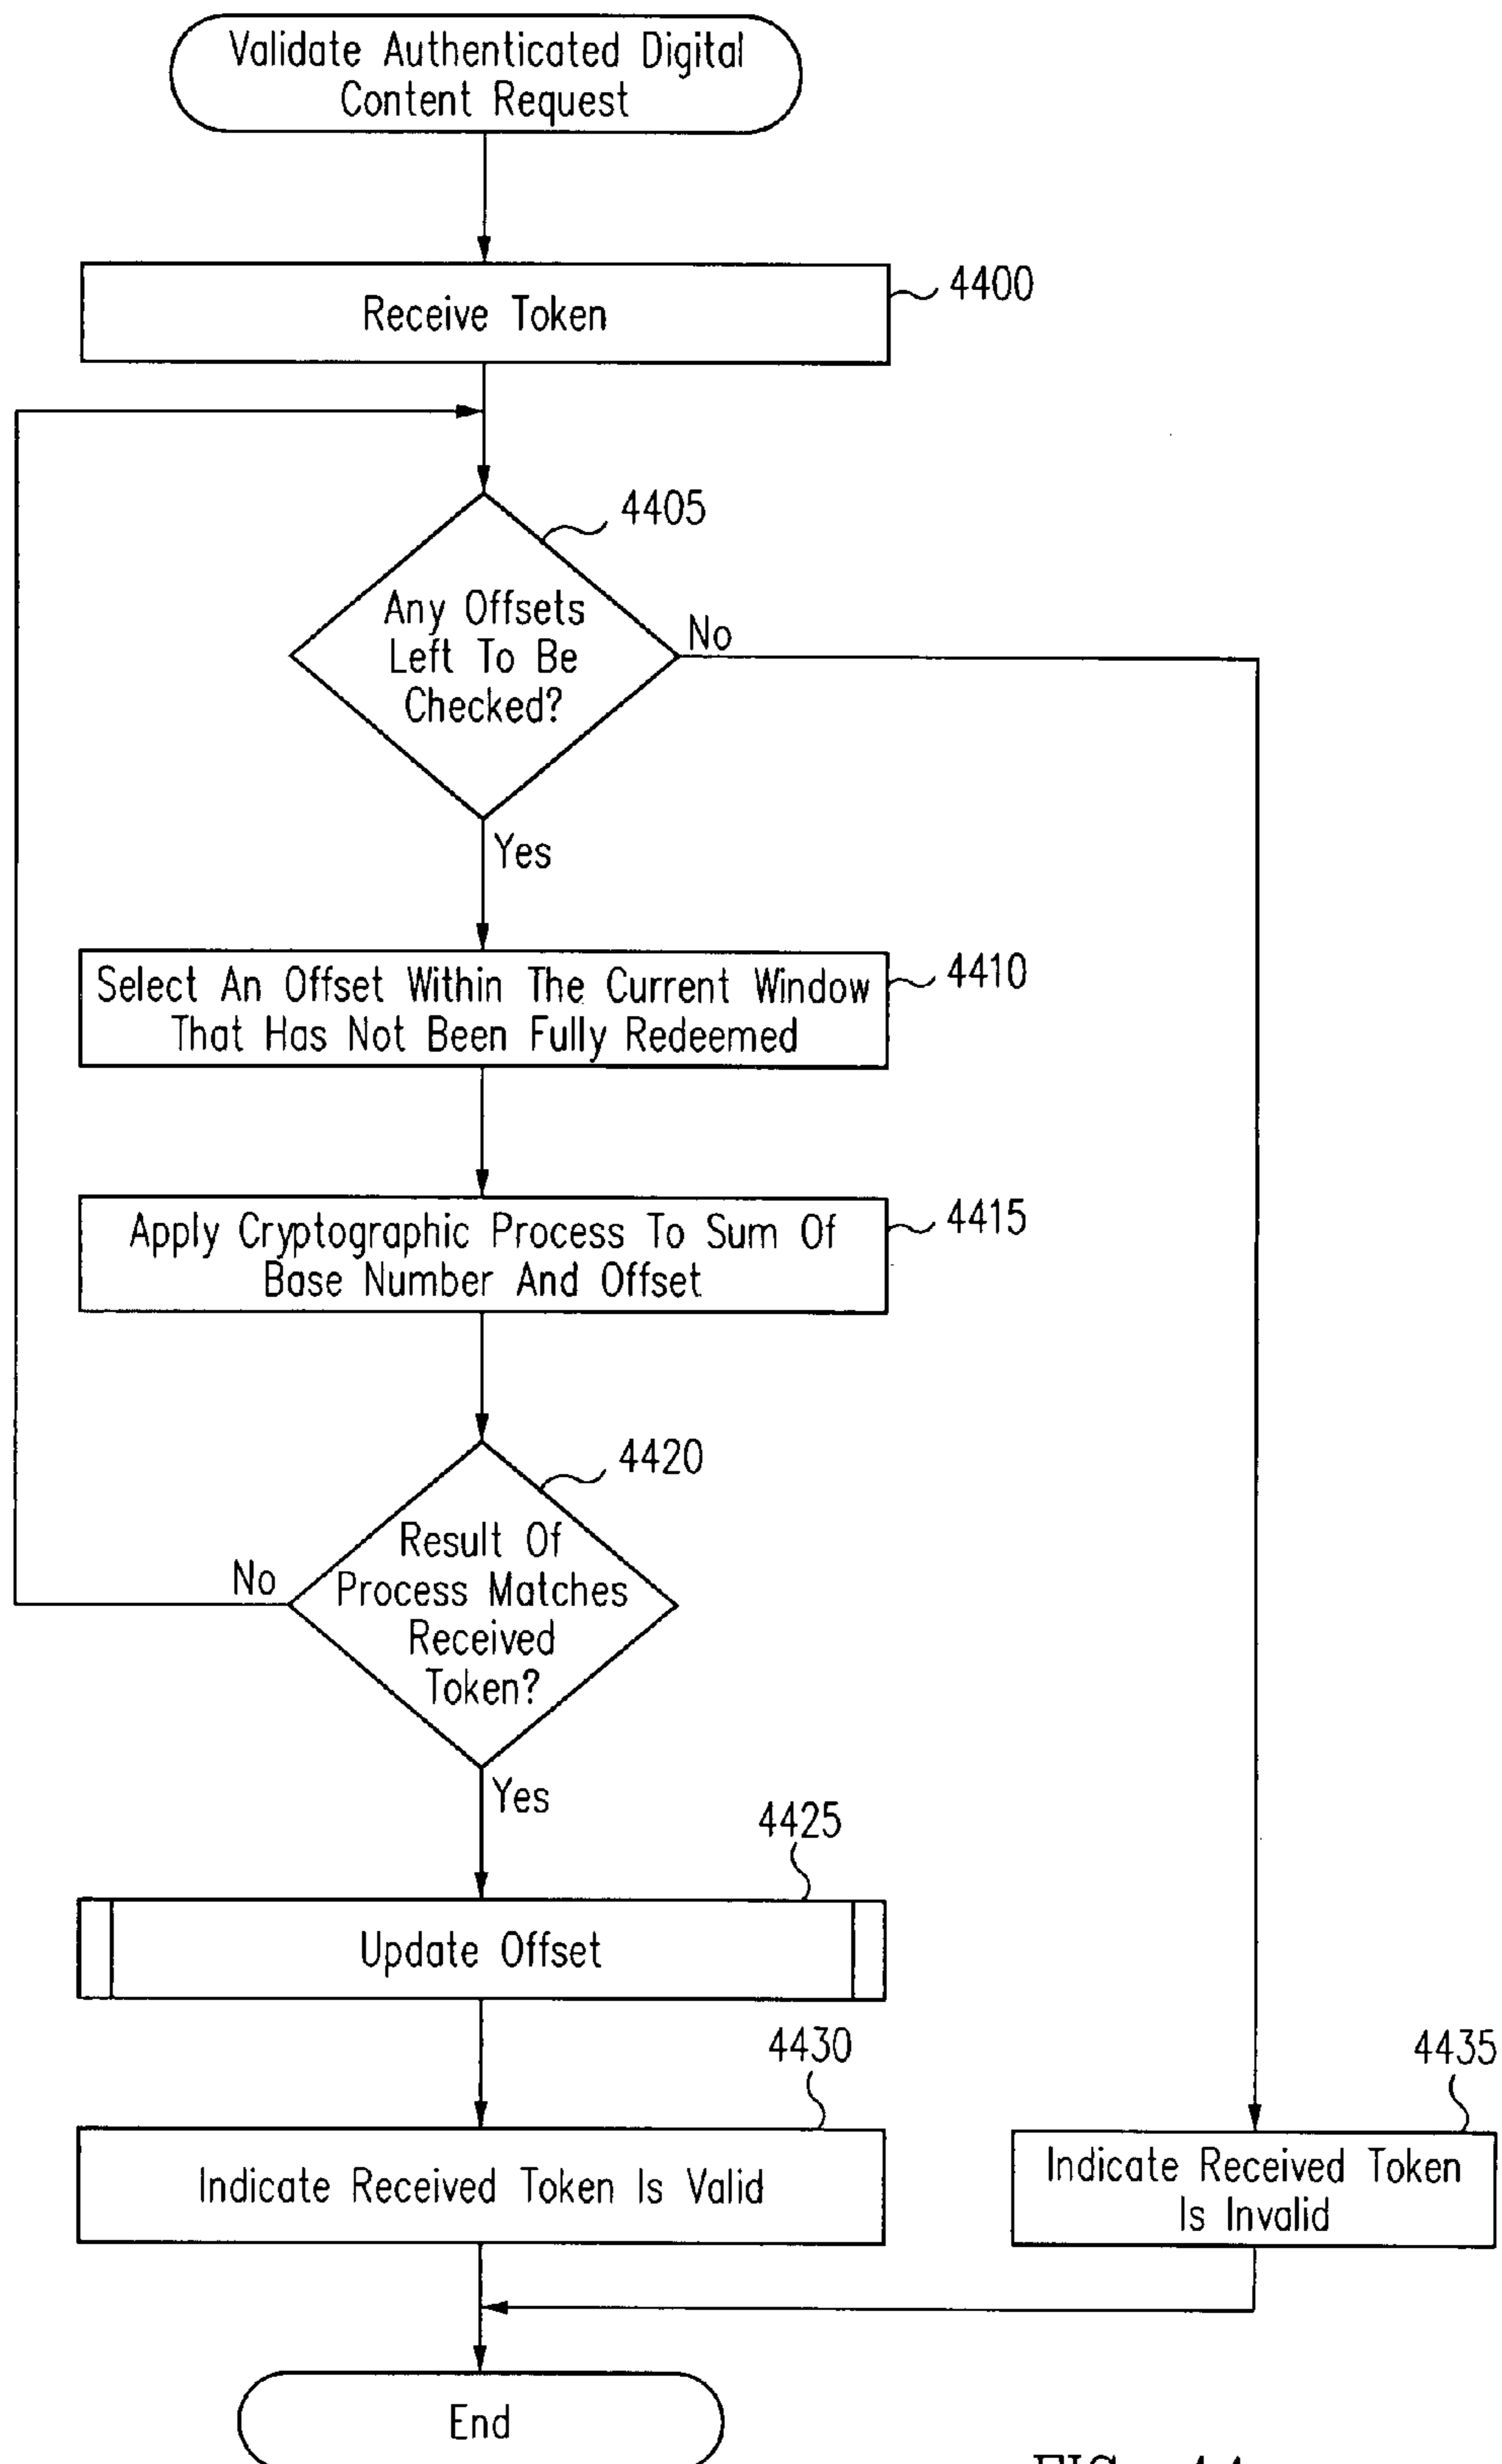 Validate Authenticated Digital
Content Request
Receive Token
4400
4405
Any Offsets
Left To Be
Checked?
No
Yes
Select An Offset Within The Current Window
That Has Not Been Fully Redeemed
4410
Apply Cryptographic Process To Sum Of
Base Number And Offset
4415
4420
Result Of
Process Matches
Received
Token?
No
Yes
4425
Update Offset
4430
Indicate Received Token Is Valid
4435
Indicate Received Token
Is Invalid
End